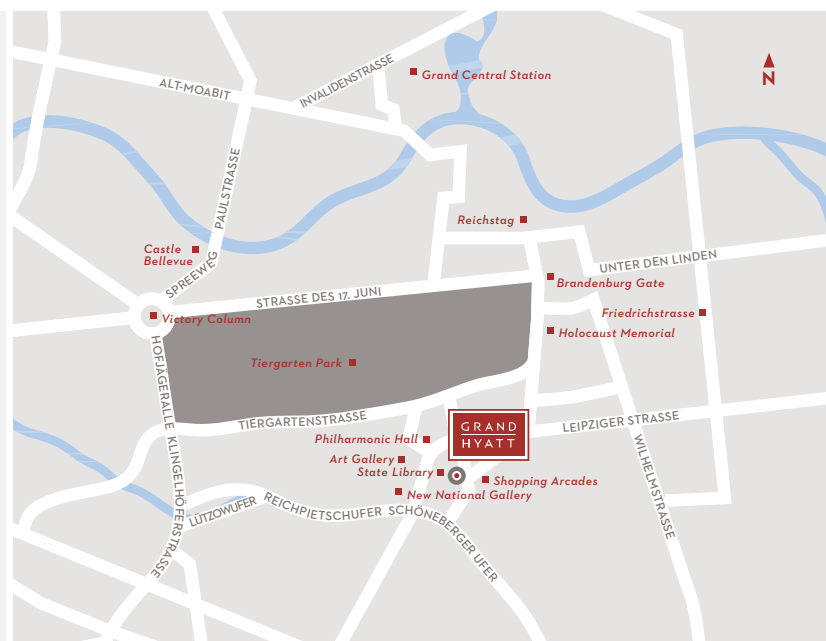 Grand Central Station
N
INVALIDENSTRASSE
ALT-MOABIT
PAULSTRASSE
Reichstag
Castle
Bellevue
SPREEWEG
UNTER DEN LINDEN
Brandenburg Gate
STRASSE DES 17. JUNI
Friedrichstrasse
Victory Column
Holocaust Memorial
Tiergarten Park
HOFJÄGERALLE
TIERGARTENSTRASSE
LEIPZIGER STRASSE
GRAND
HYATT
Philharmonic Hall
Art Gallery
State Library
Shopping Arcades
New National Gallery
KLINGELHÖFERSTRASSE
WILHELMSTRASSE
LÜTZOWUFER
REICHPIETSCHUFER
SCHÖNEBERGER UFER